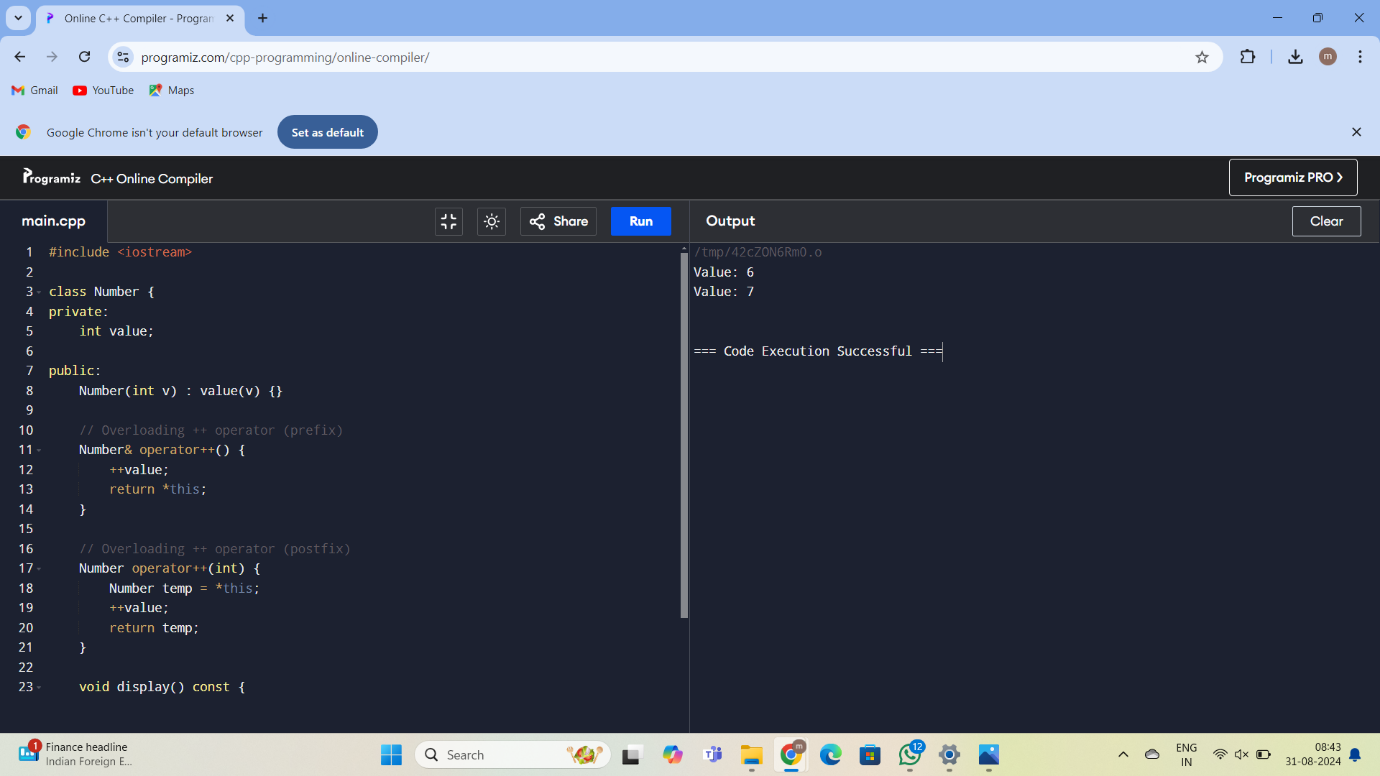 Online C++ Compiler - Program
programiz.com/cpp-programming/online-compiler/
m
Gmail YouTube Maps
Google Chrome isn't your default browser Set as default
Programiz C++ Online Compiler Programiz PRO >
main.cpp Share Run Output Clear
1 #include <iostream>
2
3 class Number {
4 private:
5 int value;
6
7 public:
8 Number(int v) : value(v) {}
9
10 // Overloading ++ operator (prefix)
11 Number& operator++() {
12 ++value;
13 return *this;
14 }
15
16 // Overloading ++ operator (postfix)
17 Number operator++(int) {
18 Number temp = *this;
19 ++value;
20 return temp;
21 }
22
23 void display() const {
/tmp/42cZON6Rm0.o
Value: 6
Value: 7
=== Code Execution Successful ===
1 Finance headline
Indian Foreign E...
Search
m
12
ENG
IN
08:43
31-08-2024